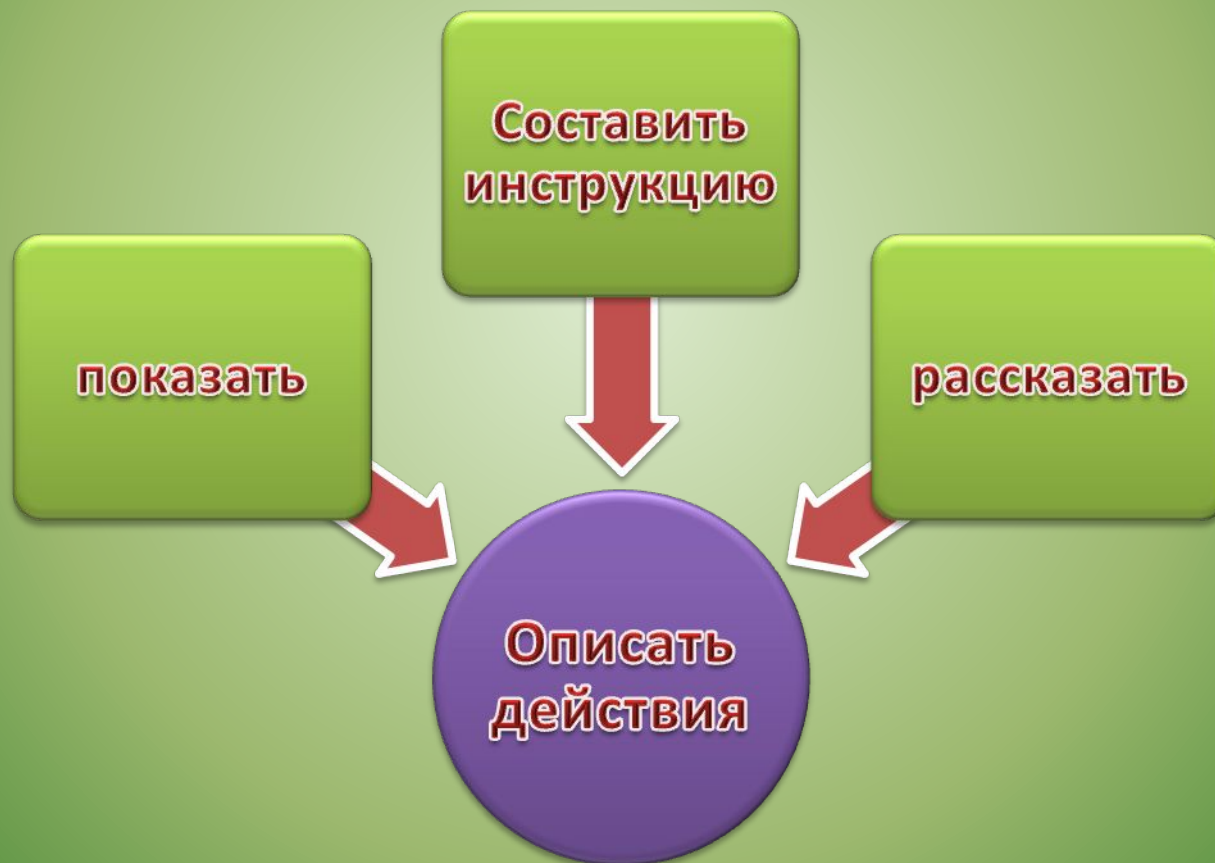 Составить
инструкцию
показать
рассказать
Описать
действия